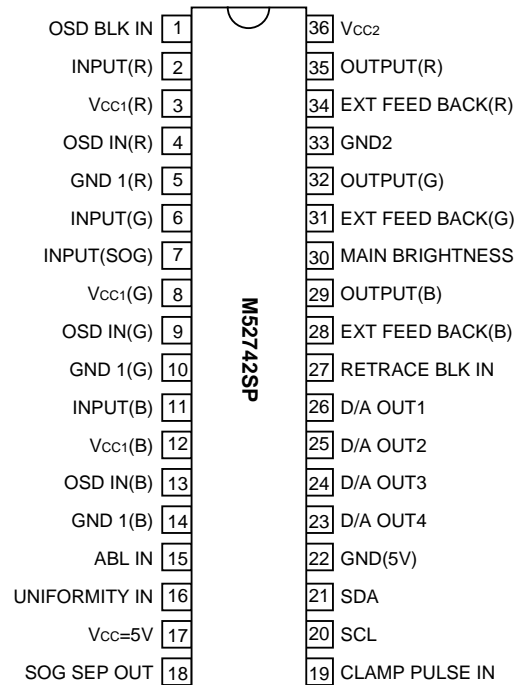 OSD BLK IN 1 36 VCC2
INPUT(R) 2 35 OUTPUT(R)
VCC1(R) 3 34 EXT FEED BACK(R)
OSD IN(R) 4 33 GND2
GND 1(R) 5 32 OUTPUT(G)
INPUT(G) 6 31 EXT FEED BACK(G)
INPUT(SOG) 7 30 MAIN BRIGHTNESS
VCC1(G) 8 29 OUTPUT(B)
OSD IN(G) 9 28 EXT FEED BACK(B)
GND 1(G) 10 27 RETRACE BLK IN
INPUT(B) 11 26 D/A OUT1
VCC1(B) 12 25 D/A OUT2
OSD IN(B) 13 24 D/A OUT3
GND 1(B) 14 23 D/A OUT4
ABL IN 15 22 GND(5V)
UNIFORMITY IN 16 21 SDA
VCC=5V 17 20 SCL
SOG SEP OUT 18 19 CLAMP PULSE IN
M52742SP